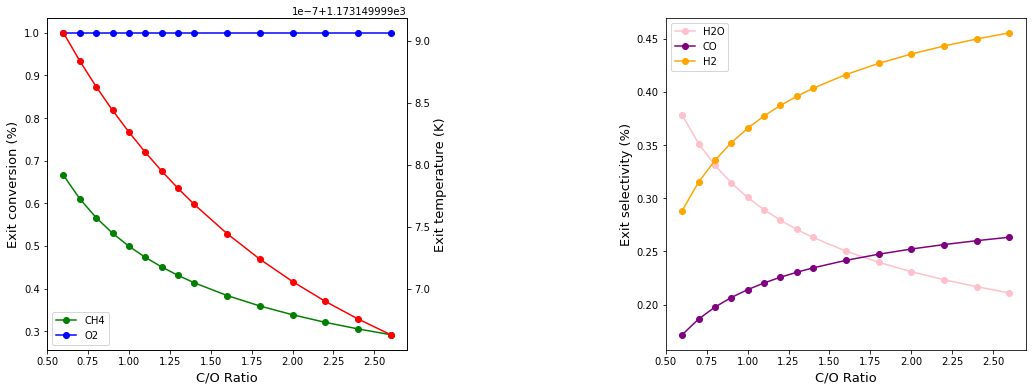 1e-7+1.173149999e3
1.0
0.9
0.8
0.7
0.6
0.5
0.4
0.3
Exit conversion (%)
CH4
O2
0.50 0.75 1.00 1.25 1.50 1.75 2.00 2.25 2.50
C/O Ratio
9.0
8.5
8.0
7.5
7.0
Exit temperature (K)
0.45
0.40
0.35
0.30
0.25
0.20
Exit selectivity (%)
H2O
CO
H2
0.50 0.75 1.00 1.25 1.50 1.75 2.00 2.25 2.50
C/O Ratio